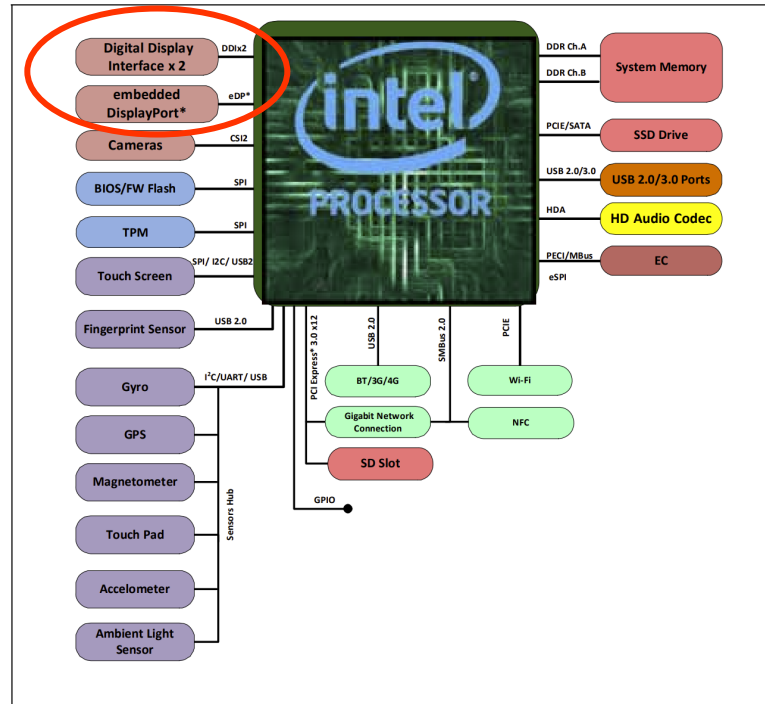 Digital Display
Interface x 2
DDIx2
embedded
DisplayPort*
eDP*
Cameras
CSI2
BIOS/FW Flash
SPI
TPM
SPI
Touch Screen
SPI/ I2C/ USB2
Fingerprint Sensor
USB 2.0
Gyro
I²C/UART/ USB
GPS
Magnetometer
Touch Pad
Accelometer
Ambient Light
Sensor
Sensors Hub
intel®
PROCESSOR
DDR Ch.A
DDR Ch.B
System Memory
PCIE/SATA
SSD Drive
USB 2.0/3.0
USB 2.0/3.0 Ports
HDA
HD Audio Codec
PECI/MBus
eSPI
EC
PCI Express* 3.0 x12
USB 2.0
SMBus 2.0
PCIE
BT/3G/4G
Wi-Fi
Gigabit Network
Connection
NFC
SD Slot
GPIO